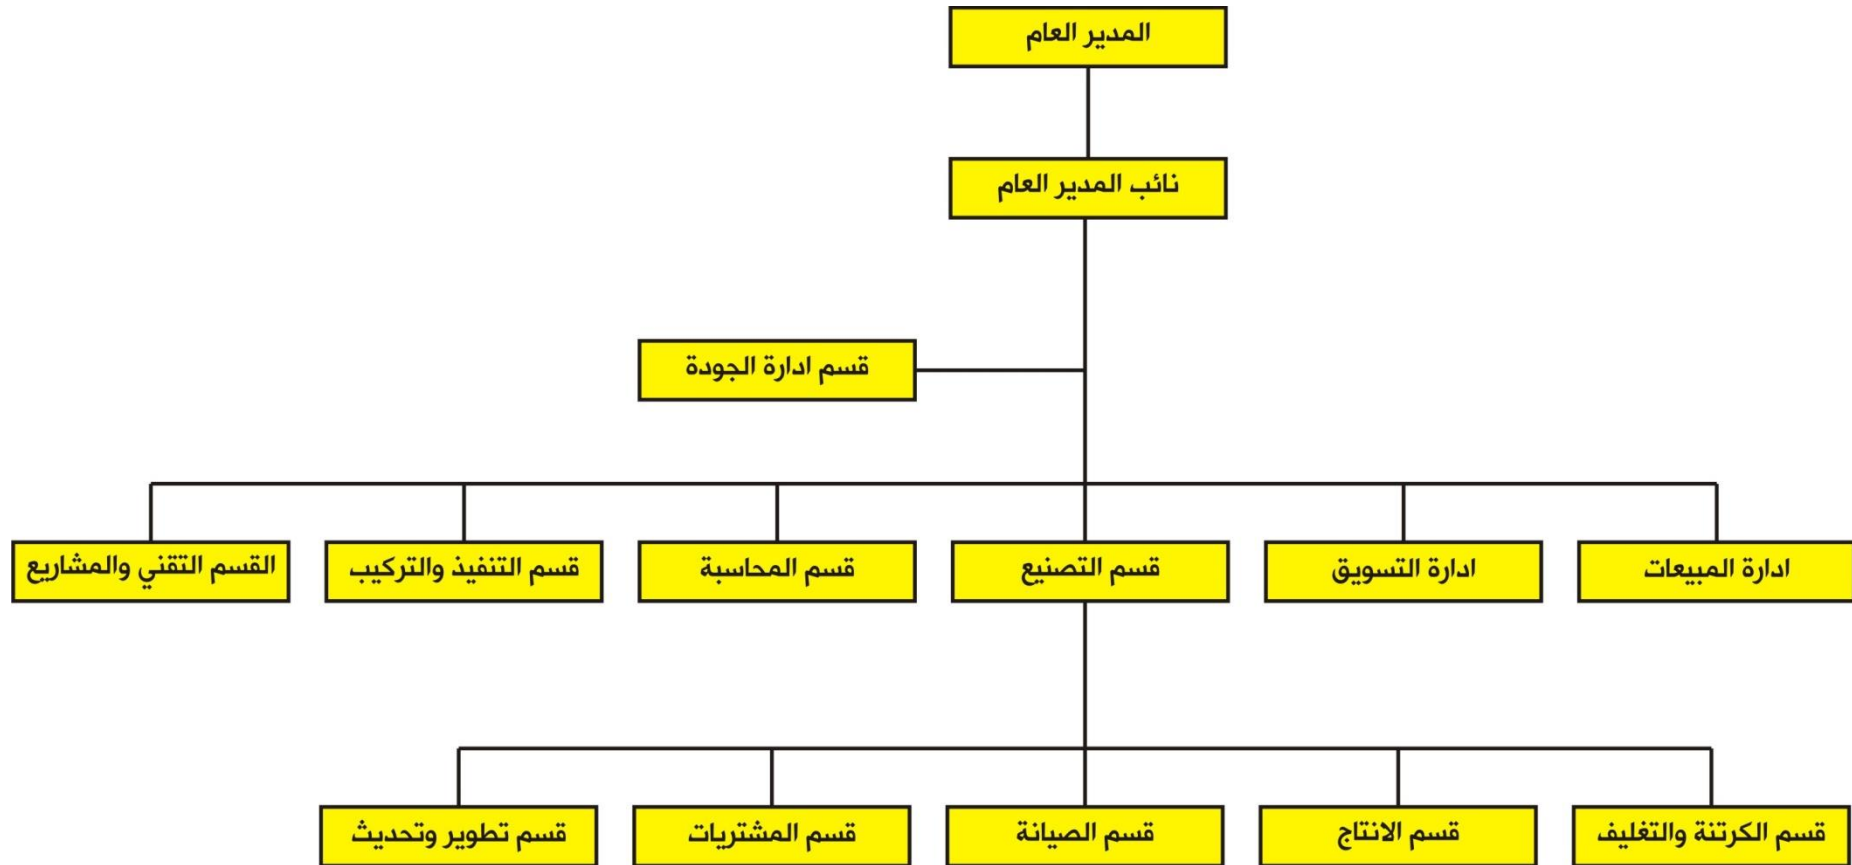 المدير العام
نائب المدير العام
قسم ادارة الجودة
ادارة المبيعات
ادارة التسويق
قسم التصنيع
قسم المحاسبة
قسم التنفيذ والتركيب
القسم التقني والمشاريع
قسم الكرتنة والتغليف
قسم الانتاج
قسم الصيانة
قسم المشتريات
قسم تطوير وتحديث